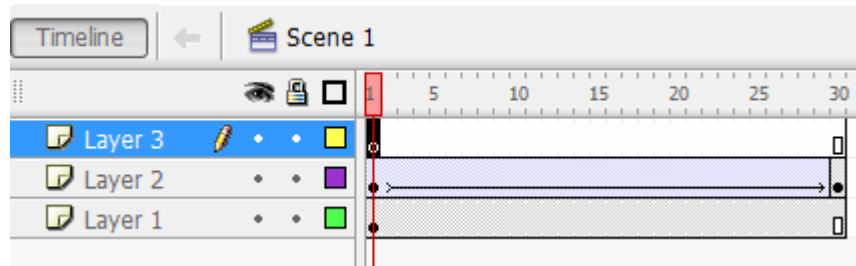 Timeline Scene 1
1 5 10 15 20 25 30
Layer 3
Layer 2
Layer 1